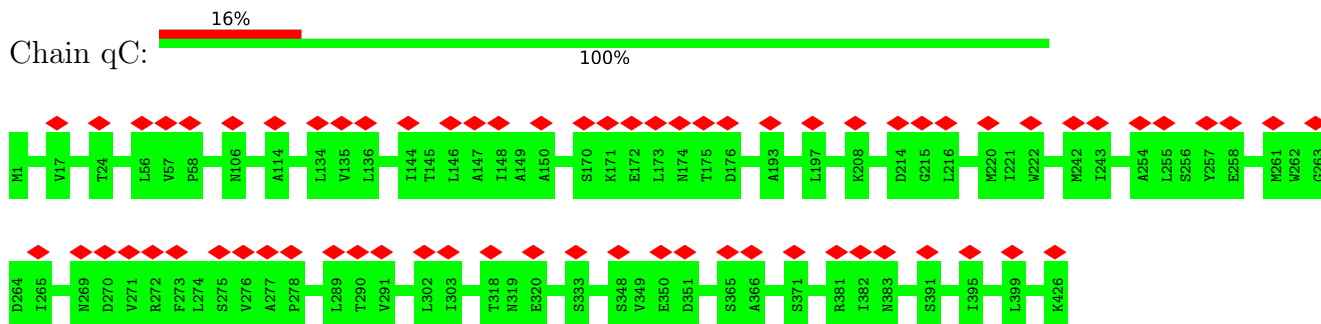 16%
Chain qC:
100%
M1 V17 T24 L56 V57 P58 N106 A114 L134 V135 L136 I144 T145 L146 A147 I148 A149 A150 S170 K171 E172 L173 N174 T175 D176 A193 L197 K208 D214 G215 L216 M220 I221 W222 M242 I243 A254 L255 S256 Y257 E258 M261 W262 G263
D264 I265 N269 D270 V271 R272 F273 L274 S275 V276 A277 P278 L289 T290 V291 L302 I303 T318 N319 E320 S333 S348 V349 E350 D351 S365 A366 S371 R381 I382 N383 S391 I395 L399 K426